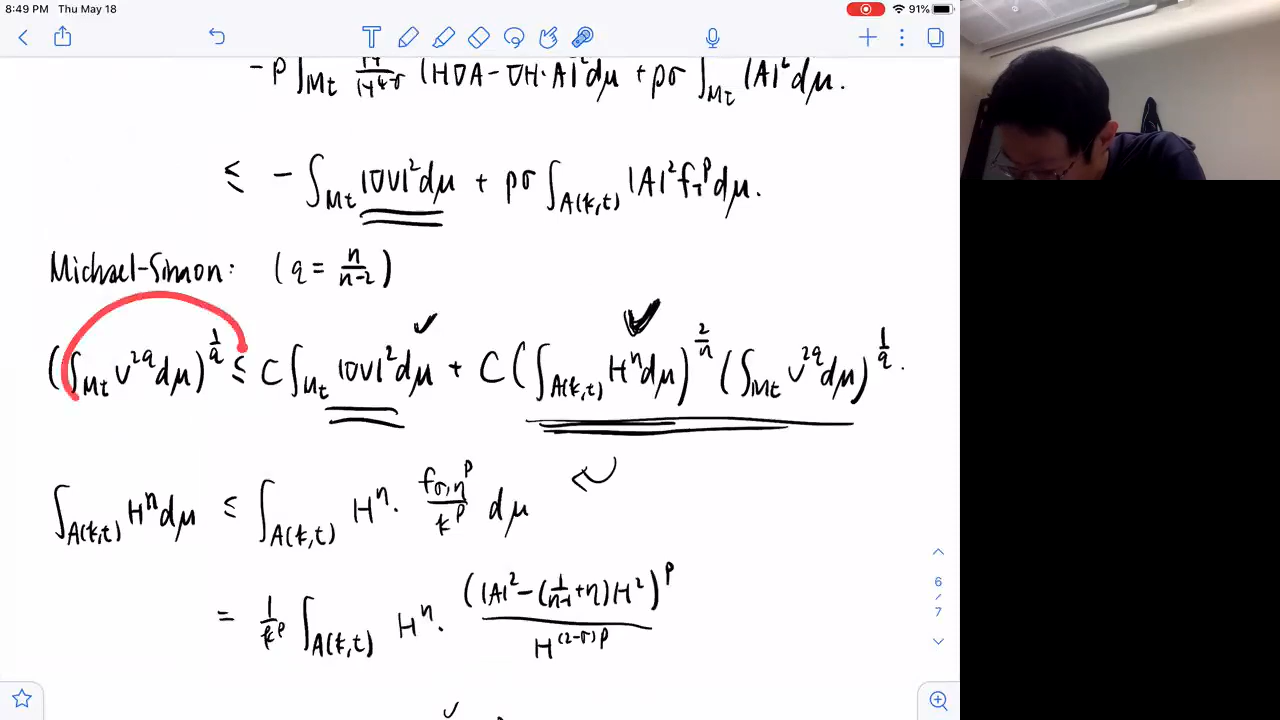 8:49 PM Thu May 18 91%
- p ∫_{M_t} |H∇A - ∇H·A|² dμ + pσ ∫_{M_t} |A|² dμ.
≤ - ∫_{M_t} |∇v|² dμ + pσ ∫_{A(k,t)} |A|² f_σ^p dμ.
Michael-Simon: (q = n/(n-2))
(∫_{M_t} v^{2q} dμ)^{1/q} ≤ C ∫_{M_t} |∇v|² dμ + C (∫_{A(k,t)} H^n dμ)^{2/n} (∫_{M_t} v^{2q} dμ)^{1/q}.
∫_{A(k,t)} H^n dμ ≤ ∫_{A(k,t)} H^n · f_{σ,η}^p / k^p dμ
= 1/k^p ∫_{A(k,t)} H^n · (|A|² - (1/(n-1) + η) H²)^p / H^{(2-σ)p}
6
/
7